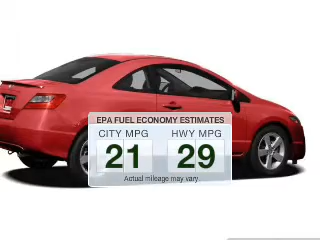 EPA FUEL ECONOMY ESTIMATES
CITY MPG HWY MPG
21 29
Actual mileage may vary.